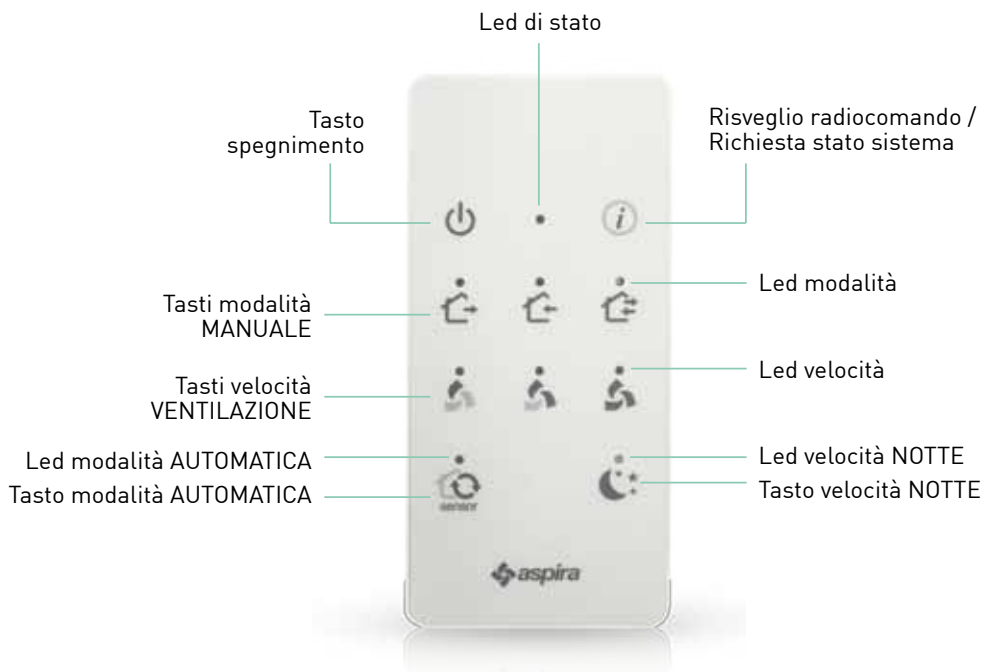 Led di stato
Tasto
spegnimento
Risveglio radiocomando /
Richiesta stato sistema
i
Tasti modalità
MANUALE
Led modalità
Tasti velocità
VENTILAZIONE
Led velocità
Led modalità AUTOMATICA
Tasto modalità AUTOMATICA
Led velocità NOTTE
Tasto velocità NOTTE
sensor
aspira